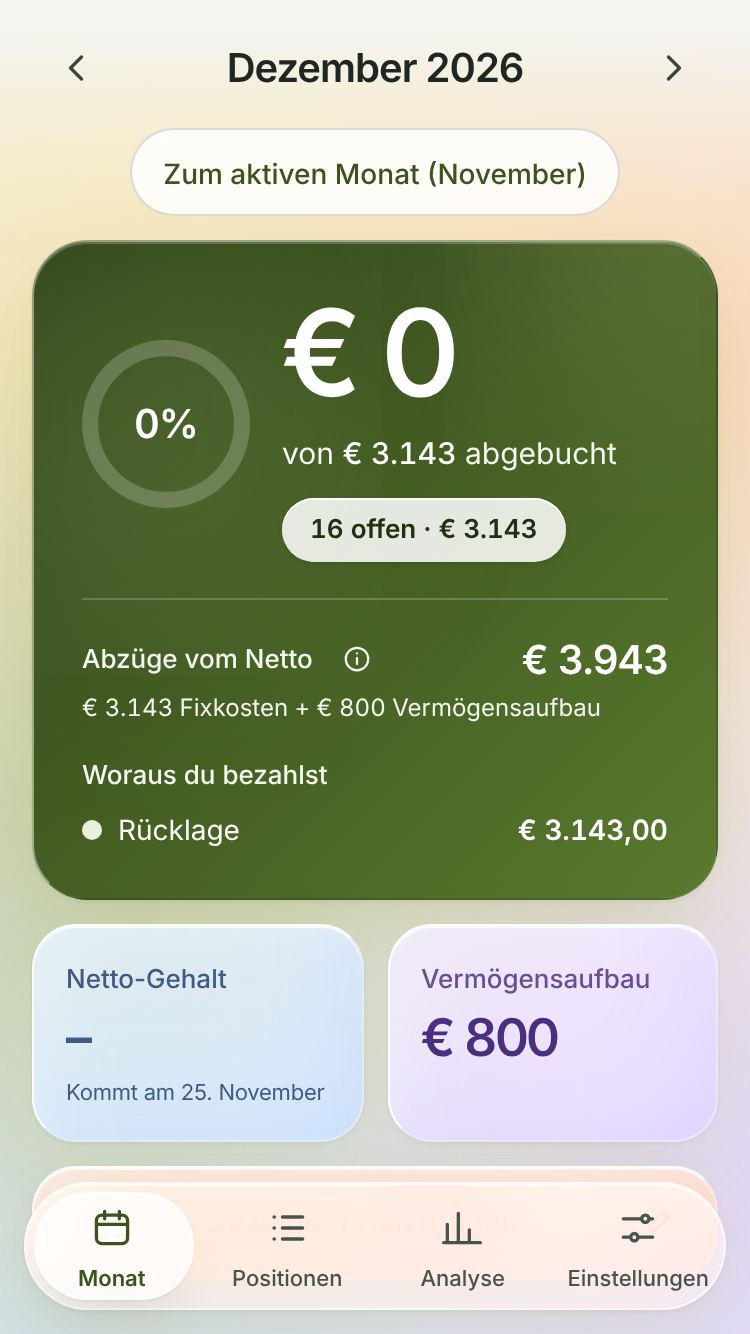 Dezember 2026
Zum aktiven Monat (November)
€ 0
0%
von € 3.143 abgebucht
16 offen · € 3.143
Abzüge vom Netto
€ 3.943
€ 3.143 Fixkosten + € 800 Vermögensaufbau
Woraus du bezahlst
Rücklage
€ 3.143,00
Netto-Gehalt
–
Kommt am 25. November
Vermögensaufbau
€ 800
Monat
Positionen
Analyse
Einstellungen